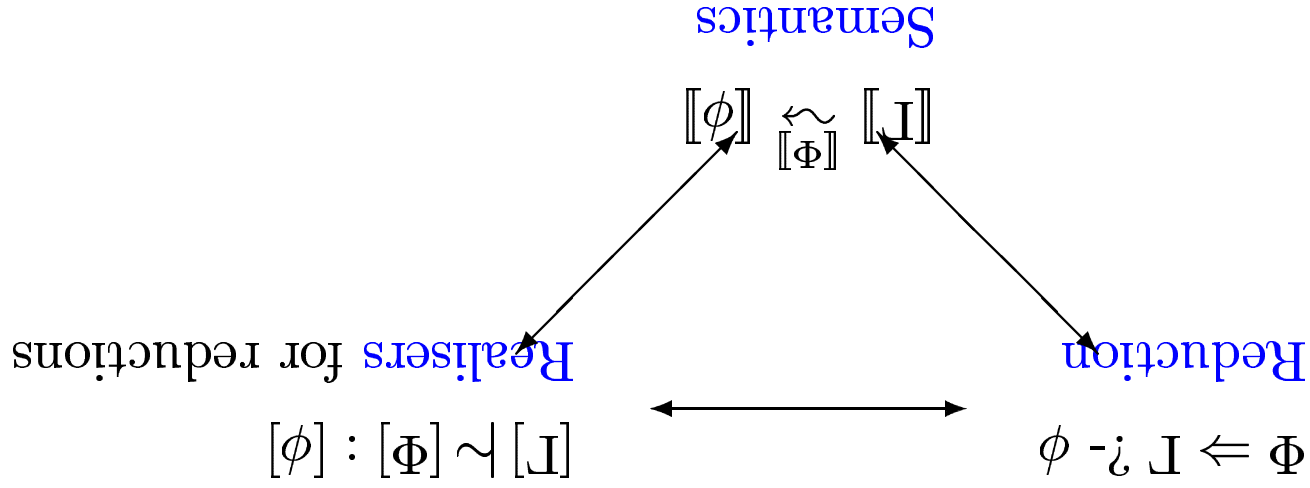 Φ ⇒ Γ ?- φ [Γ] |∼ [Φ] : [φ]
Reduction Realisers for reductions
⟦Φ⟧
⟦Γ⟧ ↝ ⟦φ⟧
Semantics